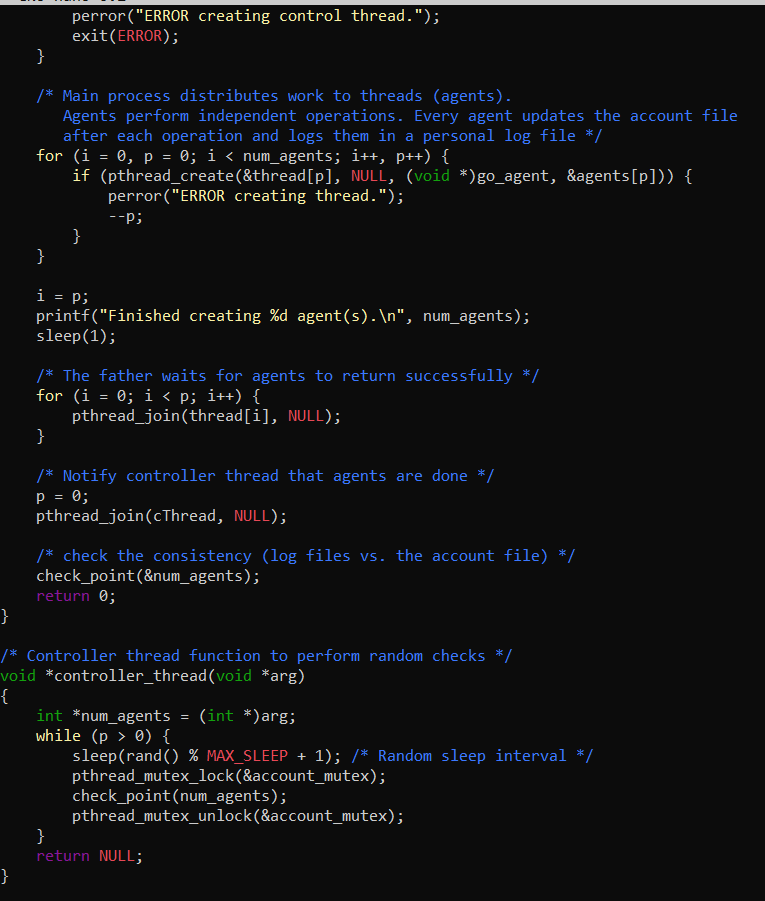 perror("ERROR creating control thread.");
        exit(ERROR);
    }

    /* Main process distributes work to threads (agents).
       Agents perform independent operations. Every agent updates the account file
       after each operation and logs them in a personal log file */
    for (i = 0, p = 0; i < num_agents; i++, p++) {
        if (pthread_create(&thread[p], NULL, (void *)go_agent, &agents[p])) {
            perror("ERROR creating thread.");
            --p;
        }
    }

    i = p;
    printf("Finished creating %d agent(s).\n", num_agents);
    sleep(1);

    /* The father waits for agents to return successfully */
    for (i = 0; i < p; i++) {
        pthread_join(thread[i], NULL);
    }

    /* Notify controller thread that agents are done */
    p = 0;
    pthread_join(cThread, NULL);

    /* check the consistency (log files vs. the account file) */
    check_point(&num_agents);
    return 0;
}

/* Controller thread function to perform random checks */
void *controller_thread(void *arg)
{
    int *num_agents = (int *)arg;
    while (p > 0) {
        sleep(rand() % MAX_SLEEP + 1); /* Random sleep interval */
        pthread_mutex_lock(&account_mutex);
        check_point(num_agents);
        pthread_mutex_unlock(&account_mutex);
    }
    return NULL;
}